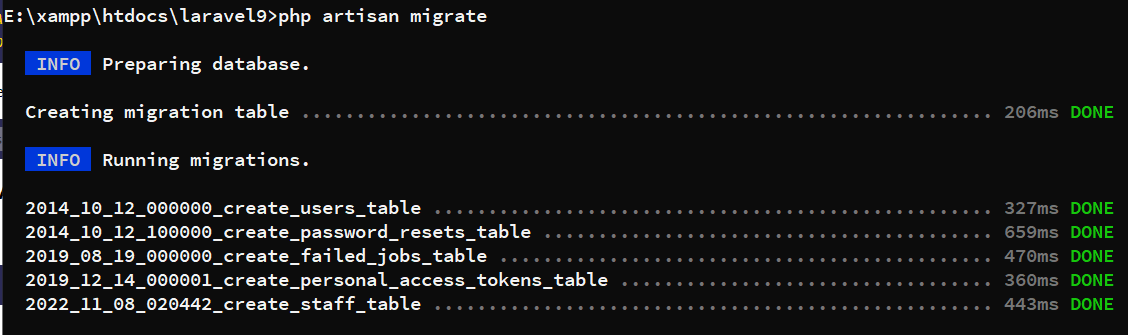 E:\xampp\htdocs\laravel9>php artisan migrate
INFO Preparing database.
Creating migration table ............................................................... 206ms DONE
INFO Running migrations.
2014_10_12_000000_create_users_table ................................................... 327ms DONE
2014_10_12_100000_create_password_resets_table ......................................... 659ms DONE
2019_08_19_000000_create_failed_jobs_table ............................................. 470ms DONE
2019_12_14_000001_create_personal_access_tokens_table .................................. 360ms DONE
2022_11_08_020442_create_staff_table ................................................... 443ms DONE